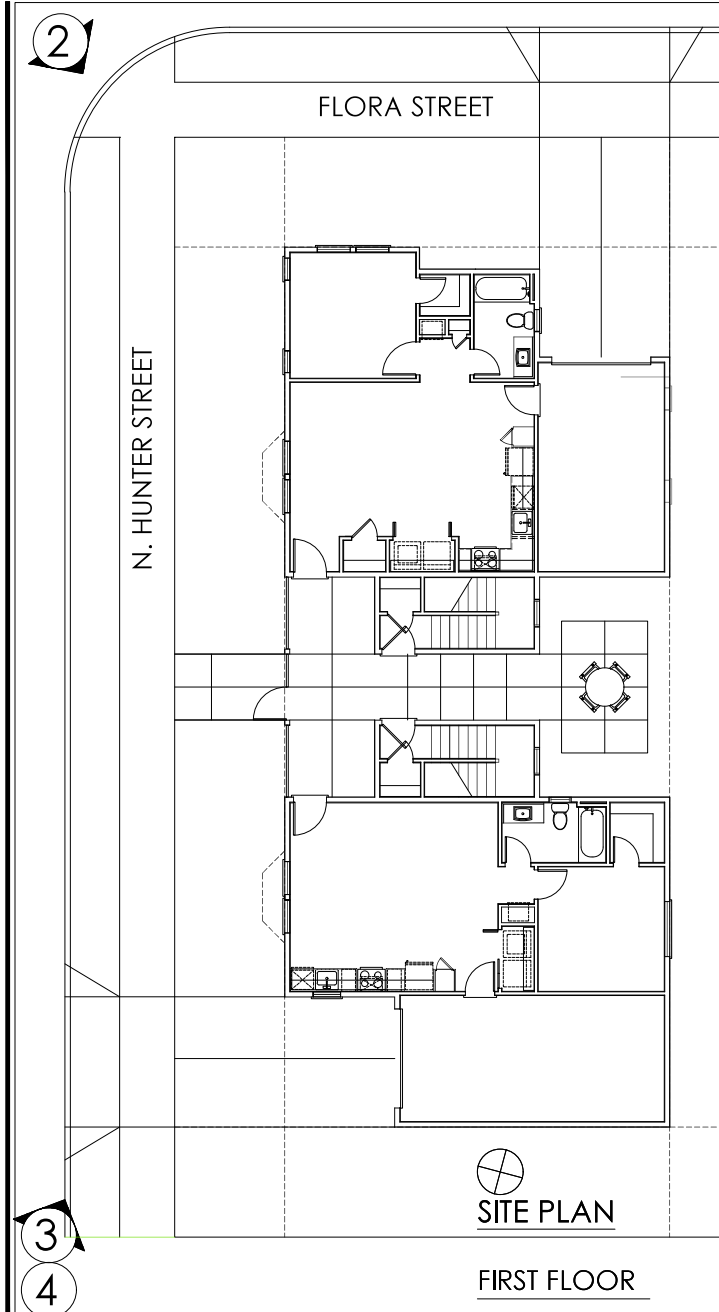 2
FLORA STREET
N. HUNTER STREET
SITE PLAN
3
4
FIRST FLOOR